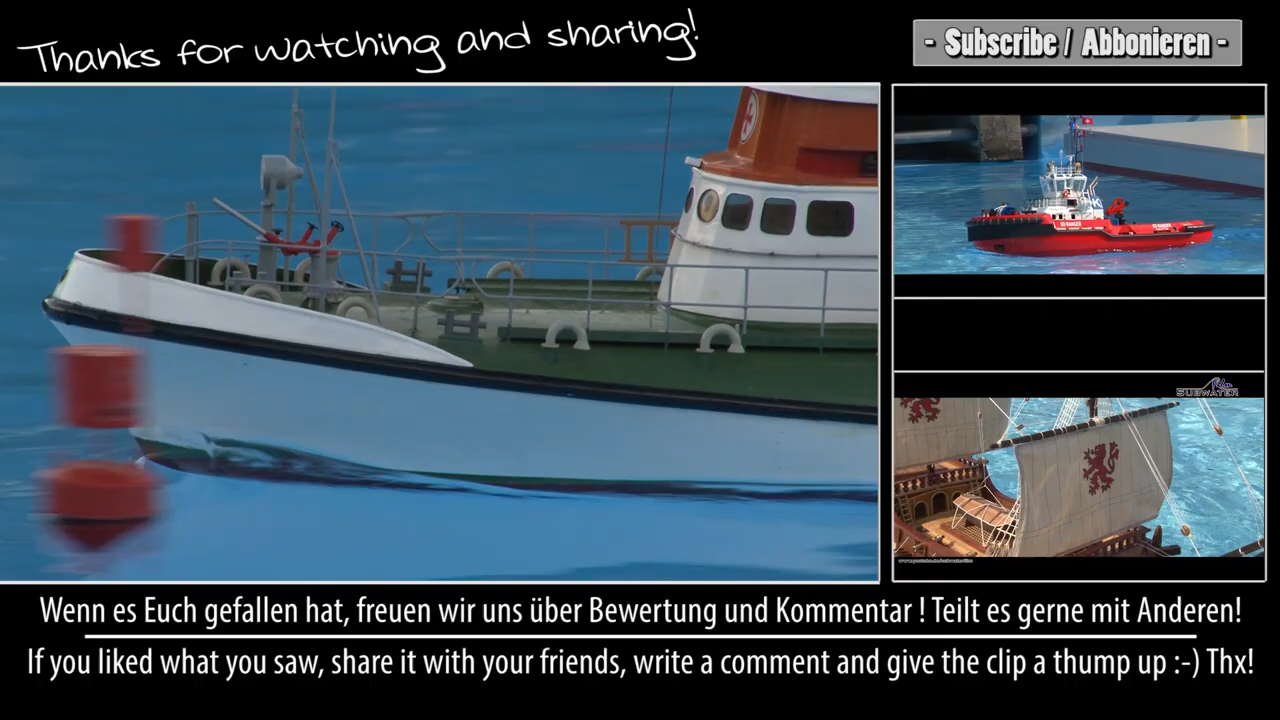 Thanks for watching and sharing!
- Subscribe / Abbonieren -
SUBWATER
Wenn es Euch gefallen hat, freuen wir uns über Bewertung und Kommentar ! Teilt es gerne mit Anderen!
If you liked what you saw, share it with your friends, write a comment and give the clip a thump up :-) Thx!